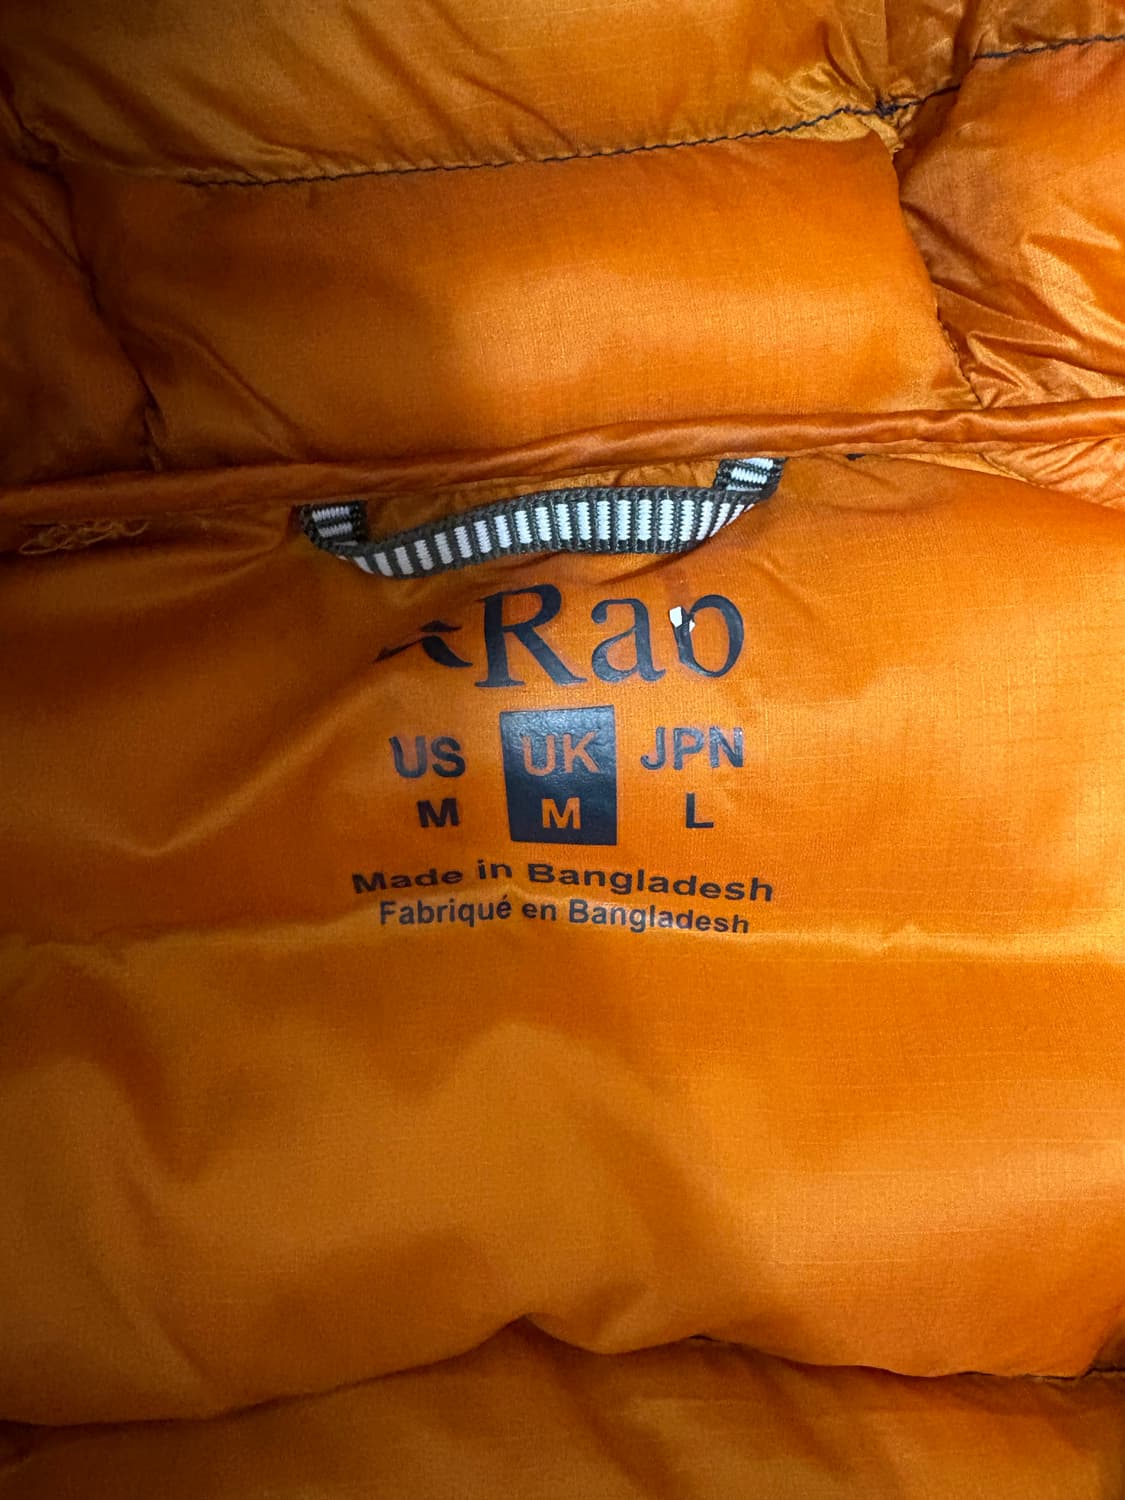 Rab
US UK JPN
M M L
Made in Bangladesh
Fabriqué en Bangladesh